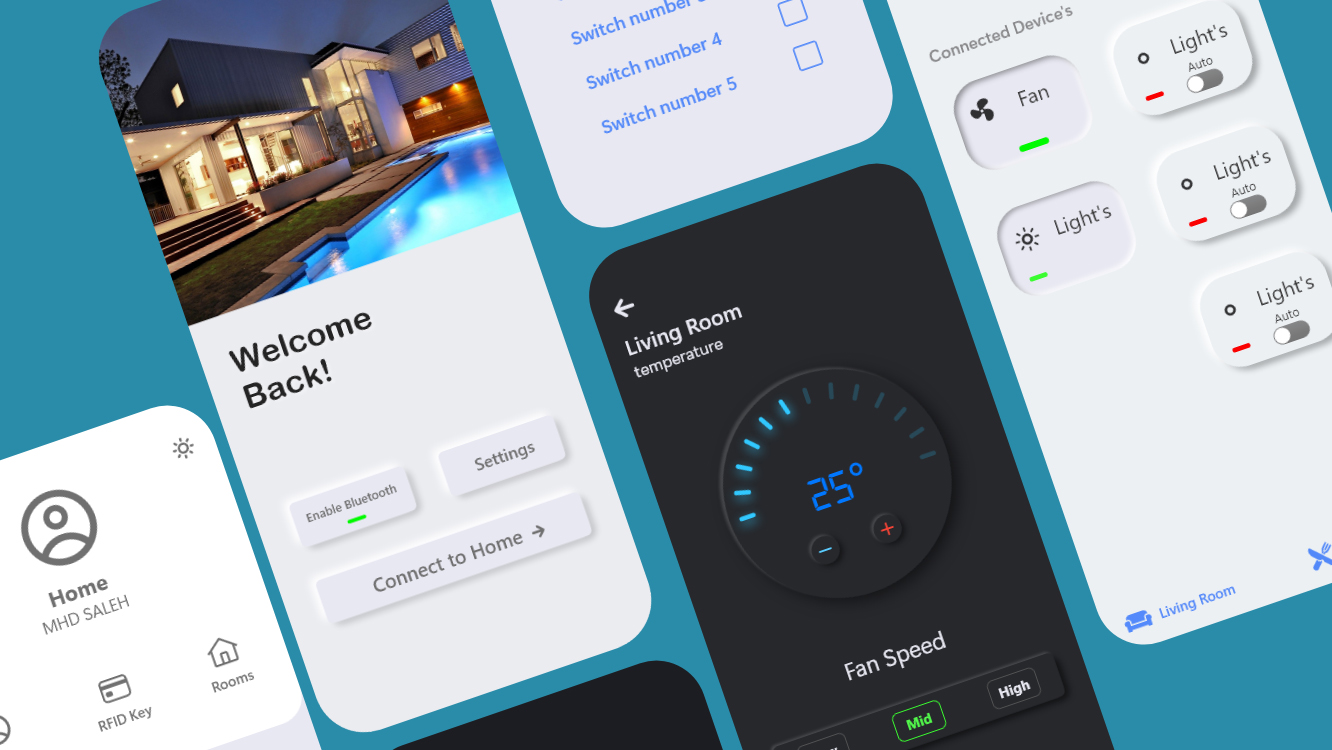 Home
MHD SALEH
RFID Key
Rooms
Welcome
Back!
Enable Bluetooth
Settings
Connect to Home →
Switch number
Switch number 4
Switch number 5
Living Room
temperature
25°
−
+
Fan Speed
Mid
High
Connected Device's
Fan
Light's
Light's
Auto
Light's
Auto
Light's
Auto
Living Room